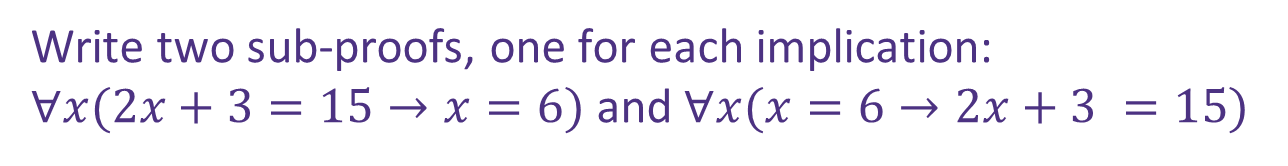 Write two sub-proofs, one for each implication:
∀𝑥(2𝑥 + 3 = 15 → 𝑥 = 6) and ∀𝑥(𝑥 = 6 → 2𝑥 + 3 = 15)